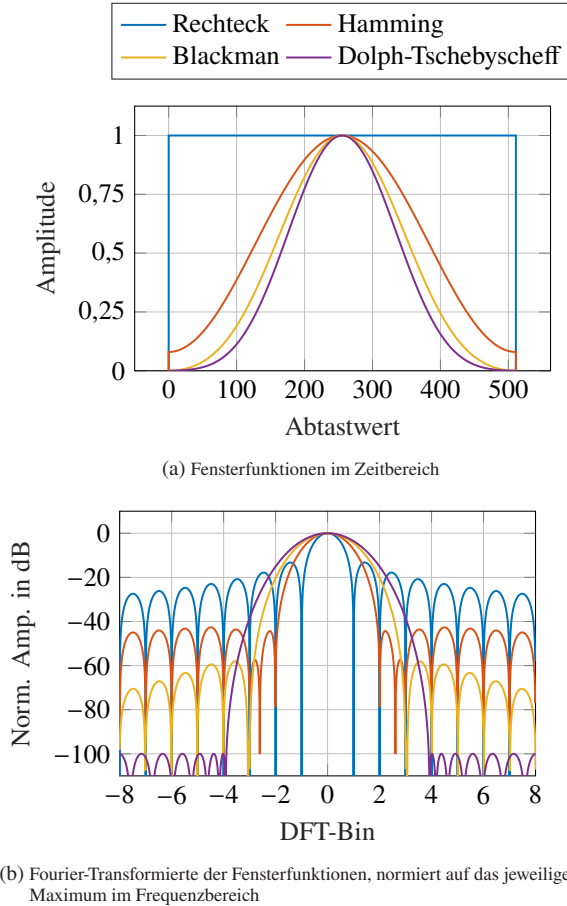 Rechteck Hamming
Blackman Dolph-Tschebyscheff
1
0,75
0,5
0,25
0
0 100 200 300 400 500
Amplitude
Abtastwert
(a) Fensterfunktionen im Zeitbereich
0
−20
−40
−60
−80
−100
−8 −6 −4 −2 0 2 4 6 8
Norm. Amp. in dB
DFT-Bin
(b) Fourier-Transformierte der Fensterfunktionen, normiert auf das jeweilige
Maximum im Frequenzbereich